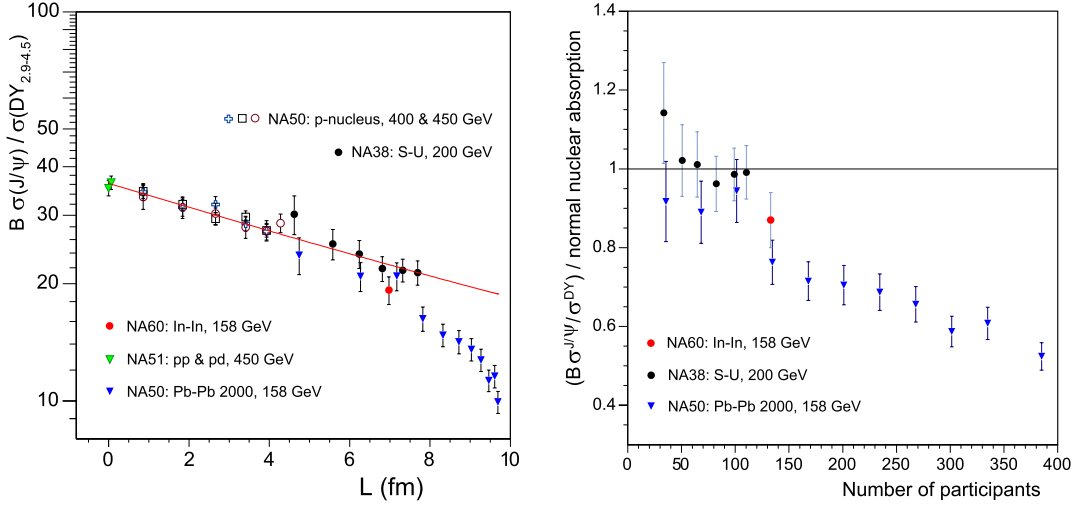 B σ(J/ψ) / σ(DY2.9-4.5)
100
50
40
30
20
10
NA50: p-nucleus, 400 & 450 GeV
NA38: S-U, 200 GeV
NA60: In-In, 158 GeV
NA51: pp & pd, 450 GeV
NA50: Pb-Pb 2000, 158 GeV
0 2 4 6 8 10
L (fm)
(Bσ^J/ψ/σ^DY) / normal nuclear absorption
1.4
1.2
1
0.8
0.6
0.4
NA60: In-In, 158 GeV
NA38: S-U, 200 GeV
NA50: Pb-Pb 2000, 158 GeV
0 50 100 150 200 250 300 350 400
Number of participants